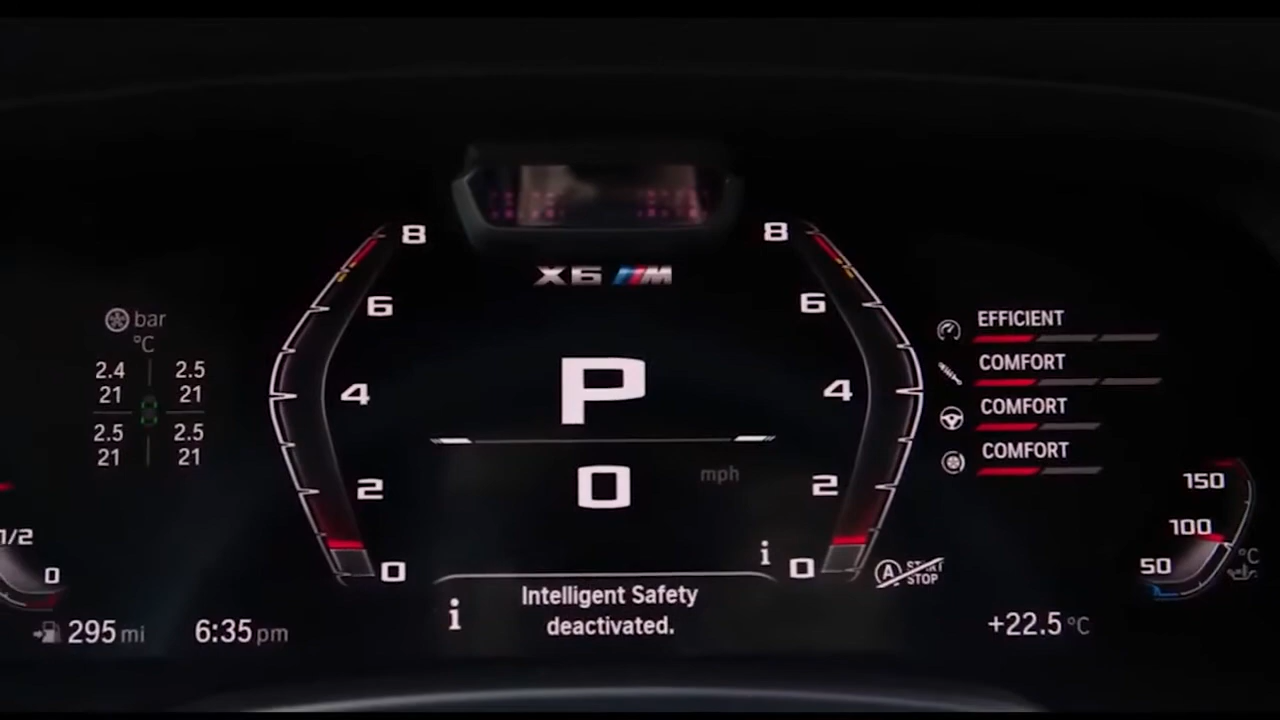 8 8
X6 M
6 6
bar
°C
2.4 2.5
21 21
2.5 2.5
21 21
4 4
P
EFFICIENT
COMFORT
COMFORT
COMFORT
2 2
0 mph
150
100
50
°C
1/2
0
0 0
i
A START STOP
i Intelligent Safety
deactivated.
295 mi
6:35 pm
+22.5 °C